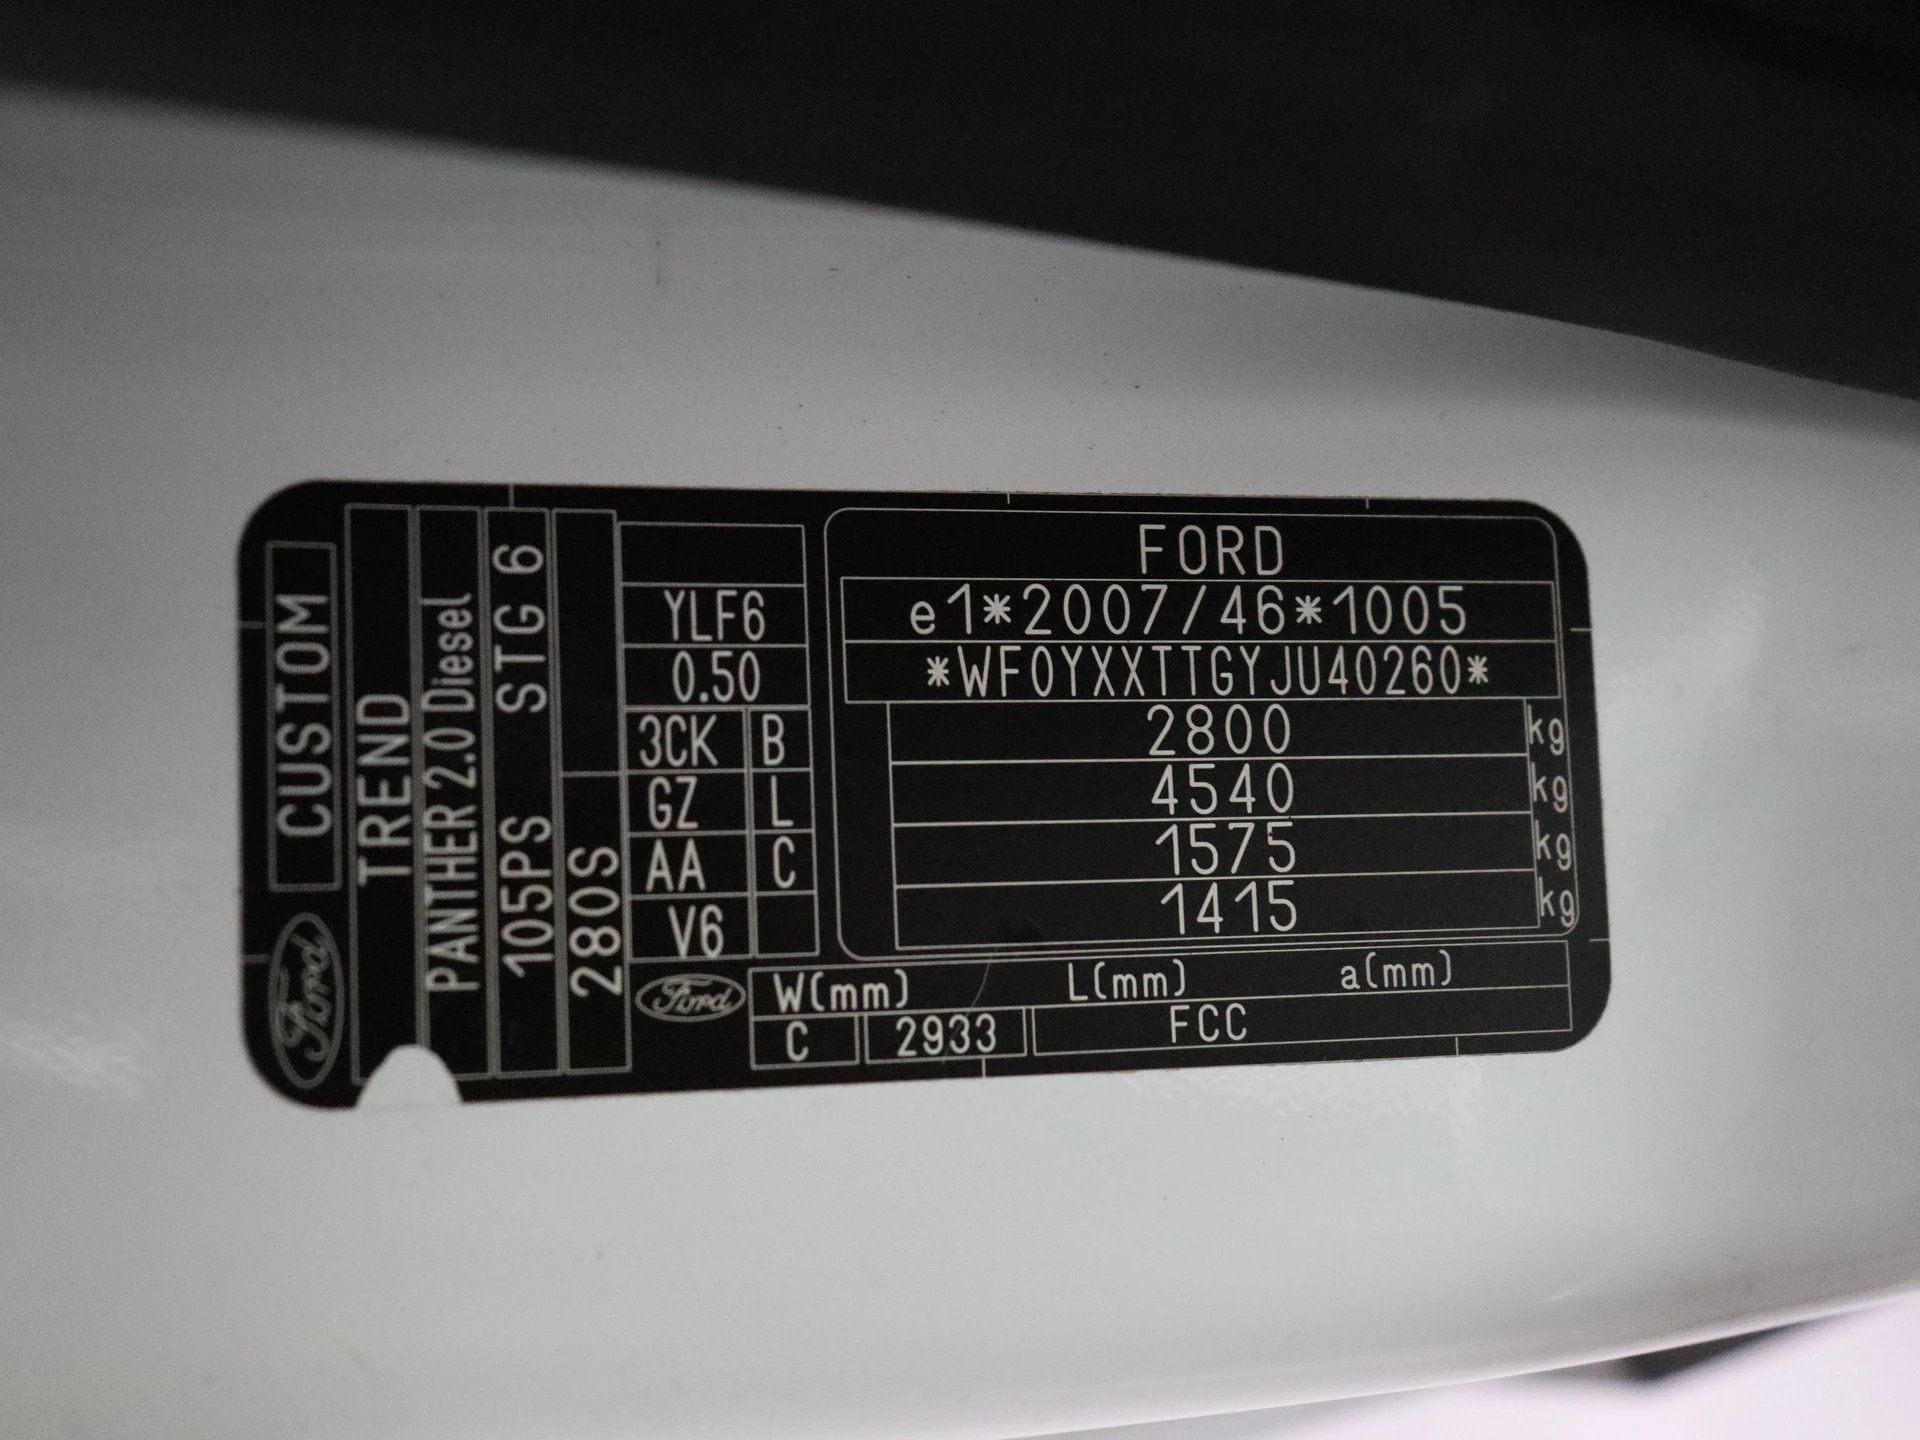 CUSTOM
Ford
TREND
PANTHER 2.0 Diesel
105PS STG 6
280S
YLF6
0.50
3CK B
GZ L
AA C
V6
Ford
FORD
e1*2007/46*1005
*WF0YXXTTGYJU40260*
2800 kg
4540 kg
1575 kg
1415 kg
W(mm) L(mm) a(mm)
C 2933 FCC